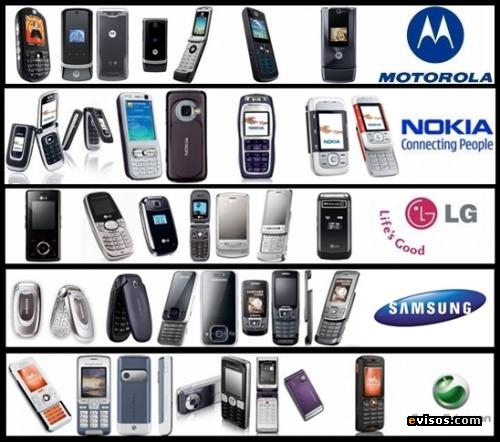 MOTOROLA
NOKIA
Connecting People
LG
Life's Good
SAMSUNG
evisos.com